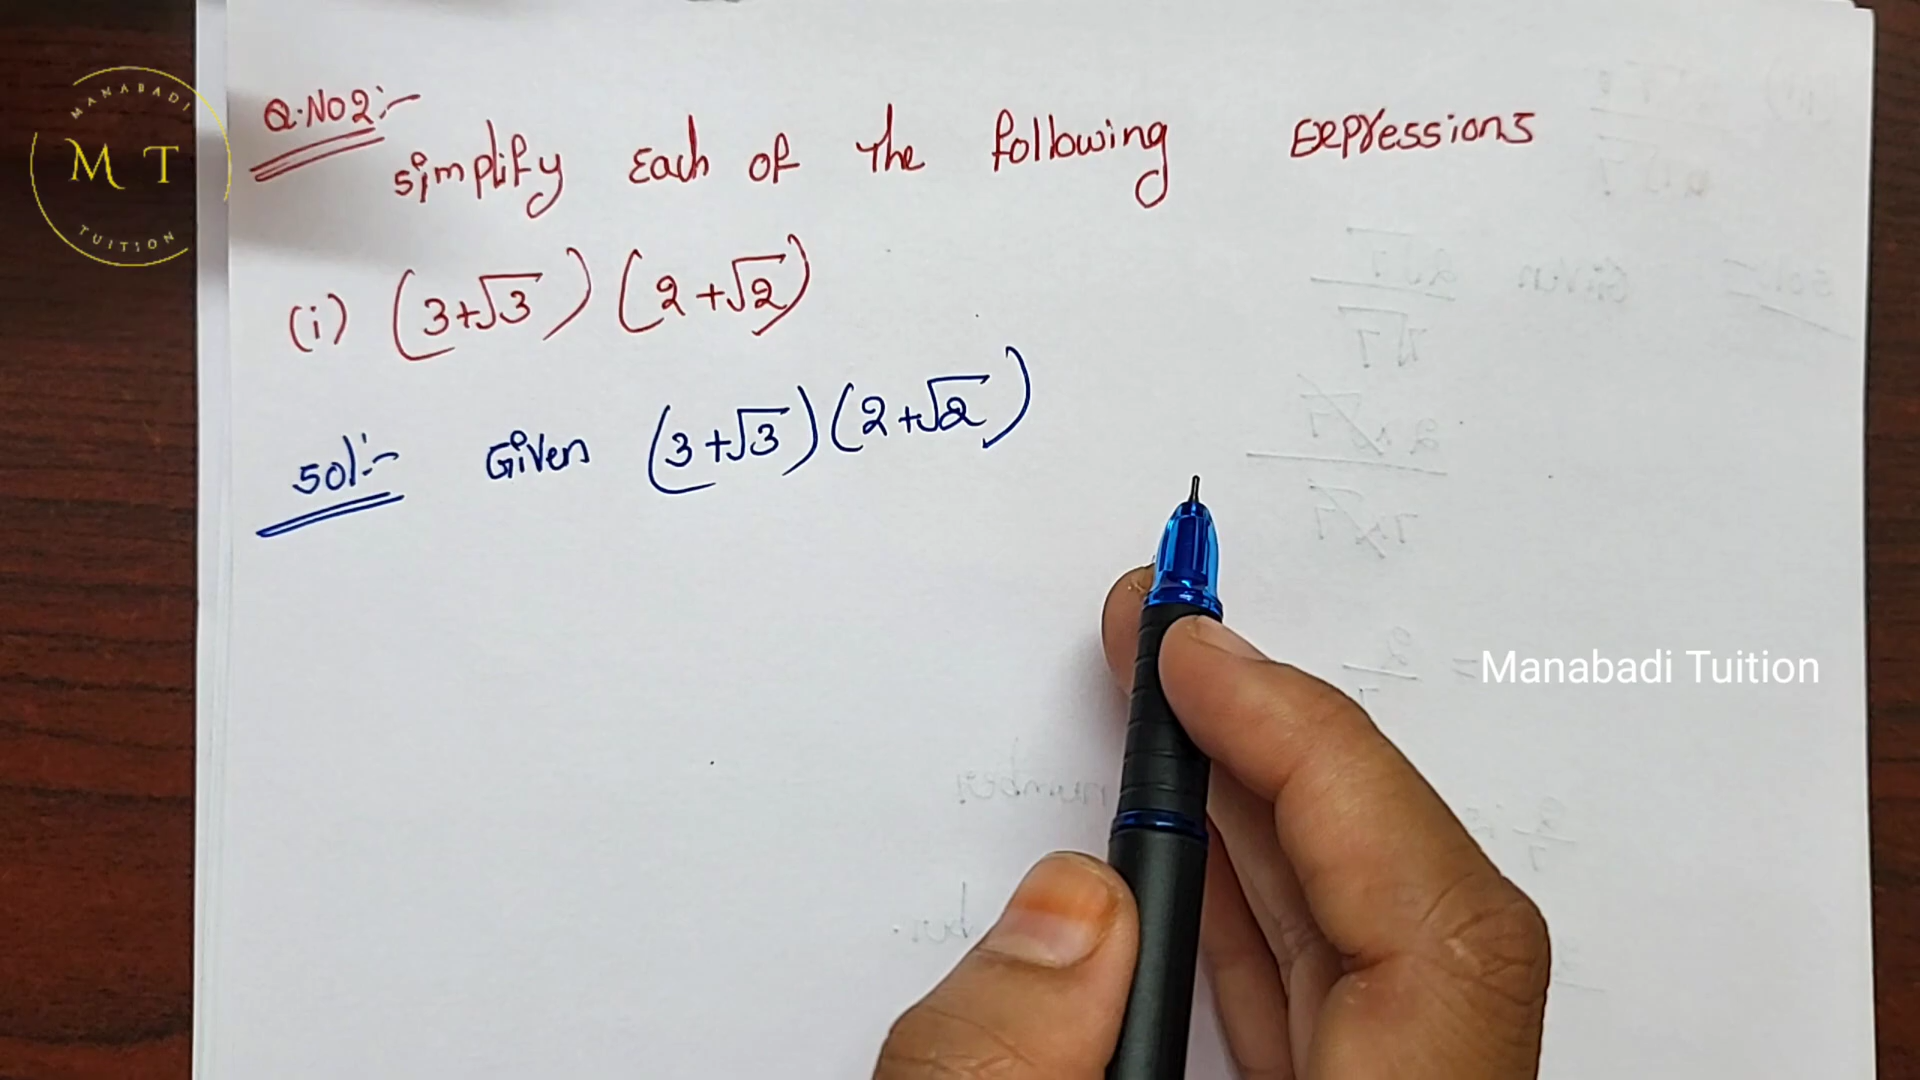 MANABADI
M T
TUITION
Q.NO2:-
simplify Each of The following Expressions
(i) (3+√3) (2+√2)
Sol:- Given (3+√3)(2+√2)
Manabadi Tuition